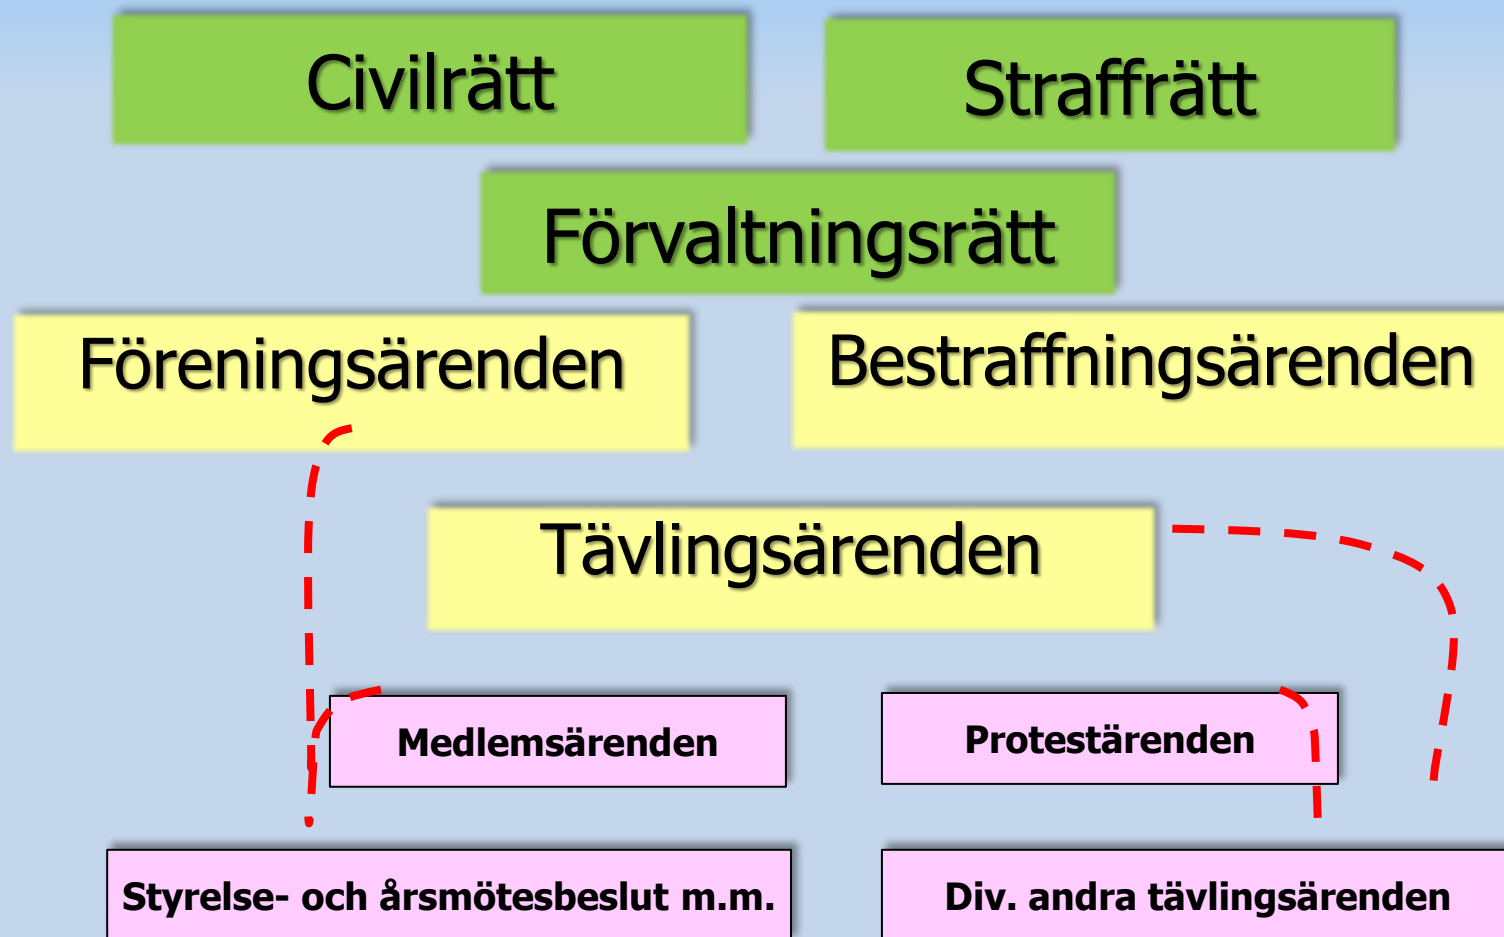 Civilrätt
Straffrätt
Förvaltningsrätt
Föreningsärenden
Bestraffningsärenden
Tävlingsärenden
Medlemsärenden
Protestärenden
Styrelse- och årsmötesbeslut m.m.
Div. andra tävlingsärenden